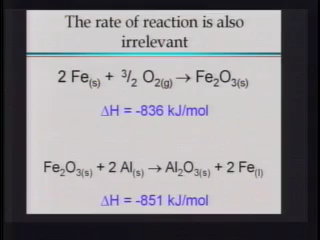 The rate of reaction is also
irrelevant
2 Fe(s) + 3/2 O2(g) → Fe2O3(s)
ΔH = -836 kJ/mol
Fe2O3(s) + 2 Al(s) → Al2O3(s) + 2 Fe(l)
ΔH = -851 kJ/mol